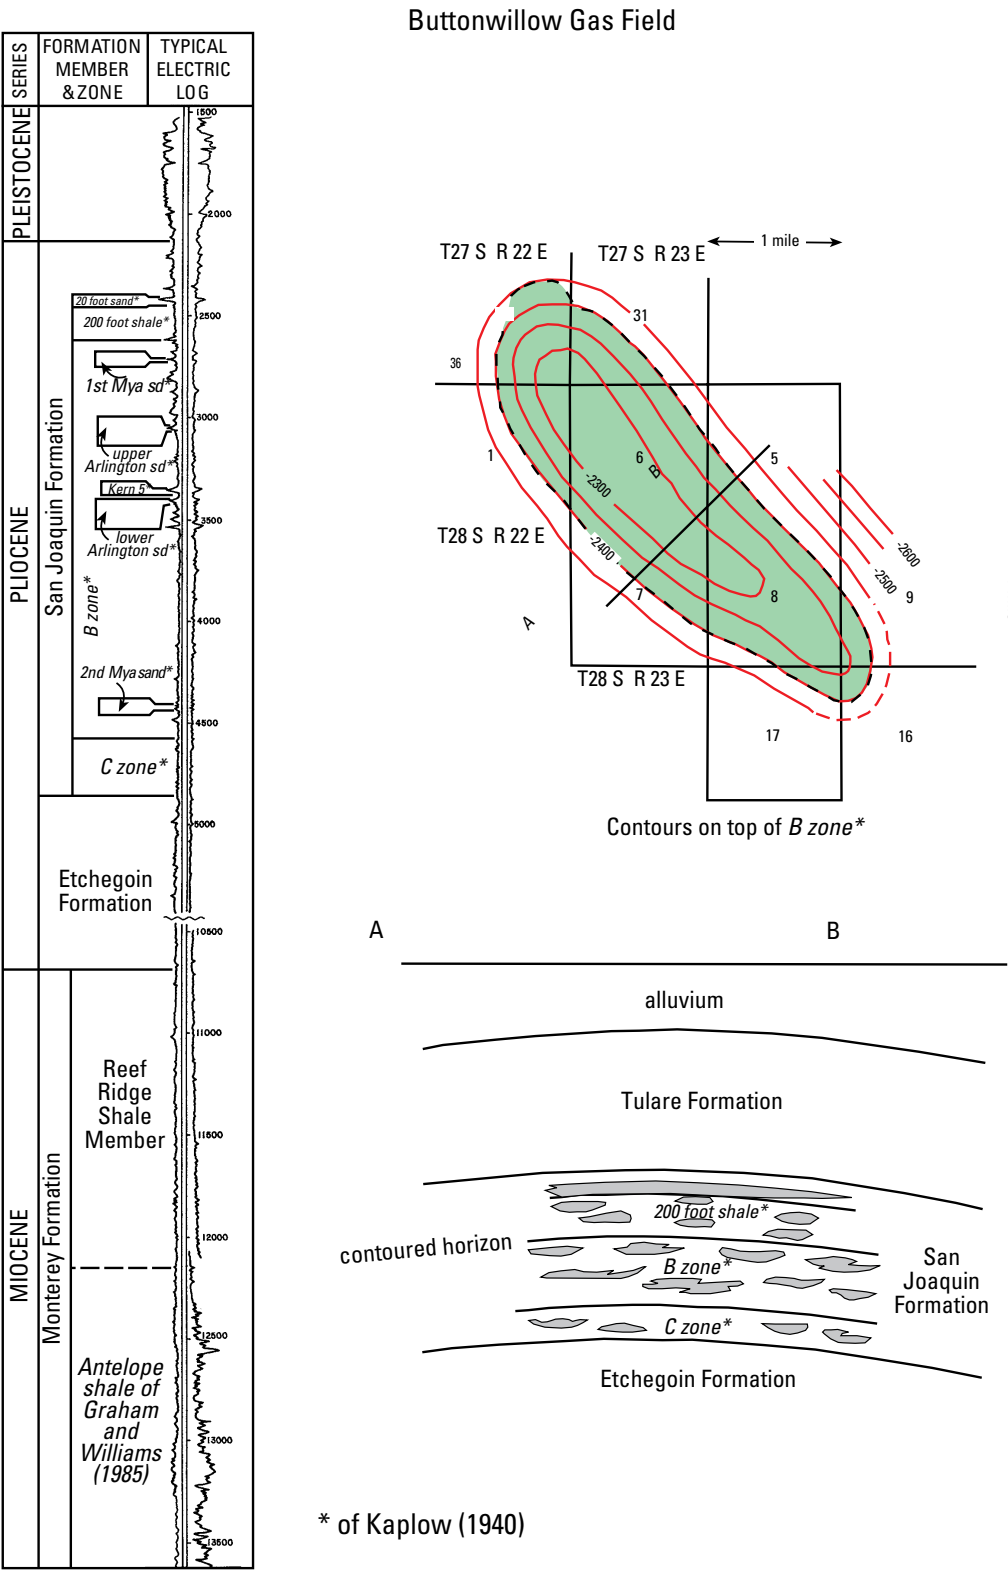 Buttonwillow Gas Field
SERIES
FORMATION
MEMBER
& ZONE
TYPICAL
ELECTRIC
LOG
PLEISTOCENE
PLIOCENE
MIOCENE
San Joaquin Formation
20 foot sand*
200 foot shale*
1st Mya sd*
upper
Arlington sd*
Kern 5*
lower
Arlington sd*
B zone*
2nd Mya sand*
C zone*
Etchegoin
Formation
Monterey Formation
Reef
Ridge
Shale
Member
Antelope
shale of
Graham
and
Williams
(1985)
1500
2000
2500
3000
3500
4000
4500
5000
10500
11000
11500
12000
12500
13000
13500
T27 S R 22 E
T27 S R 23 E
1 mile
31
36
1
6
B
5
-2300
-2400
T28 S R 22 E
-2600
-2500
9
7
8
A
T28 S R 23 E
17
16
Contours on top of B zone*
A
B
alluvium
Tulare Formation
200 foot shale*
contoured horizon
B zone*
San
Joaquin
Formation
C zone*
Etchegoin Formation
* of Kaplow (1940)